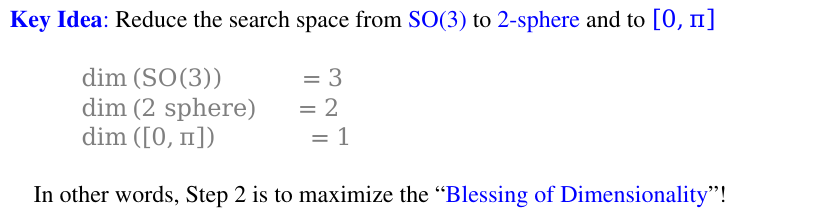 Key Idea: Reduce the search space from SO(3) to 2-sphere and to [0, π]
dim (SO(3)) = 3
dim (2 sphere) = 2
dim ([0, π]) = 1
In other words, Step 2 is to maximize the “Blessing of Dimensionality”!